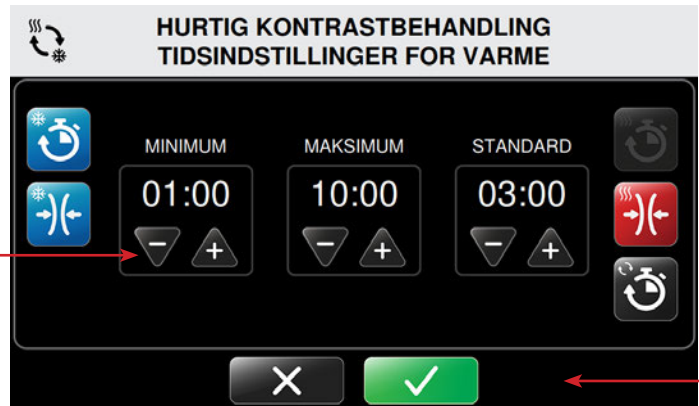 HURTIG KONTRASTBEHANDLING
TIDSINDSTILLINGER FOR VARME
MINIMUM MAKSIMUM STANDARD
01:00 10:00 03:00